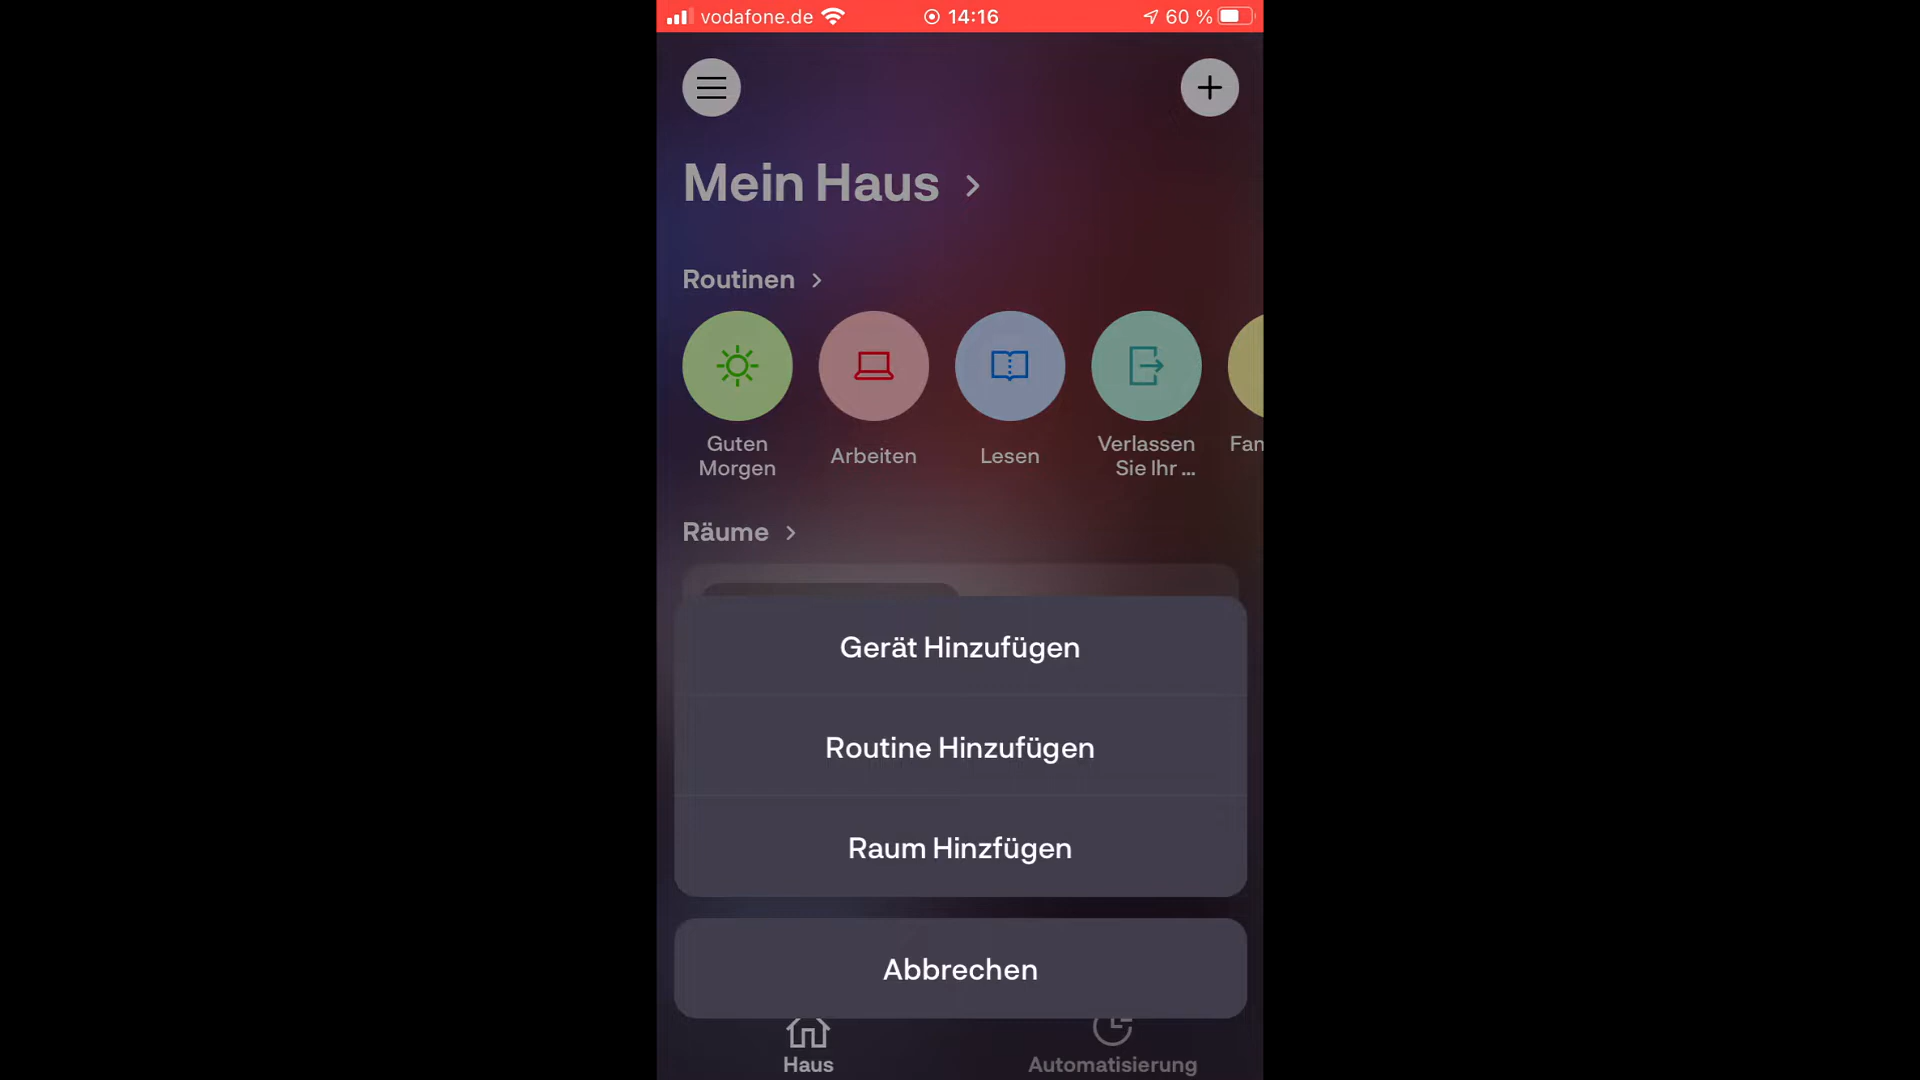 vodafone.de 14:16 60 %
Mein Haus
Routinen
Guten
Morgen
Arbeiten
Lesen
Verlassen
Sie Ihr ...
Fan
Räume
Gerät Hinzufügen
Routine Hinzufügen
Raum Hinzfügen
Abbrechen
Haus
Automatisierung